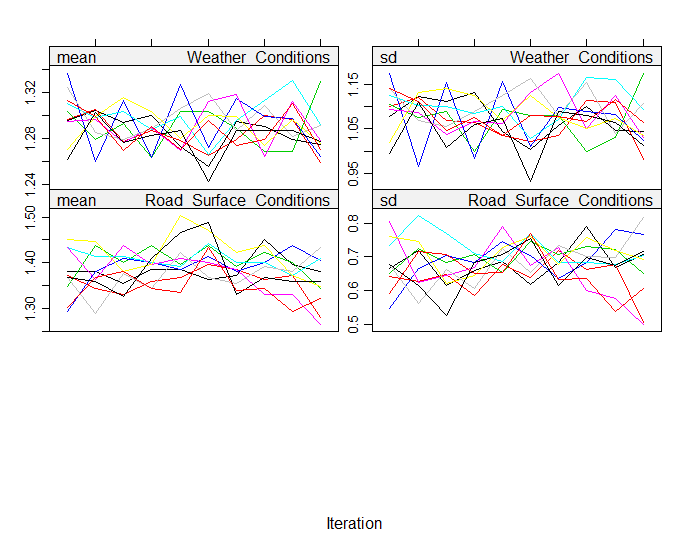 mean Weather Conditions
sd Weather Conditions
1.32
1.28
1.24
1.15
1.05
0.95
mean Road Surface Conditions
sd Road Surface Conditions
1.50
1.40
1.30
0.8
0.7
0.6
0.5
Iteration